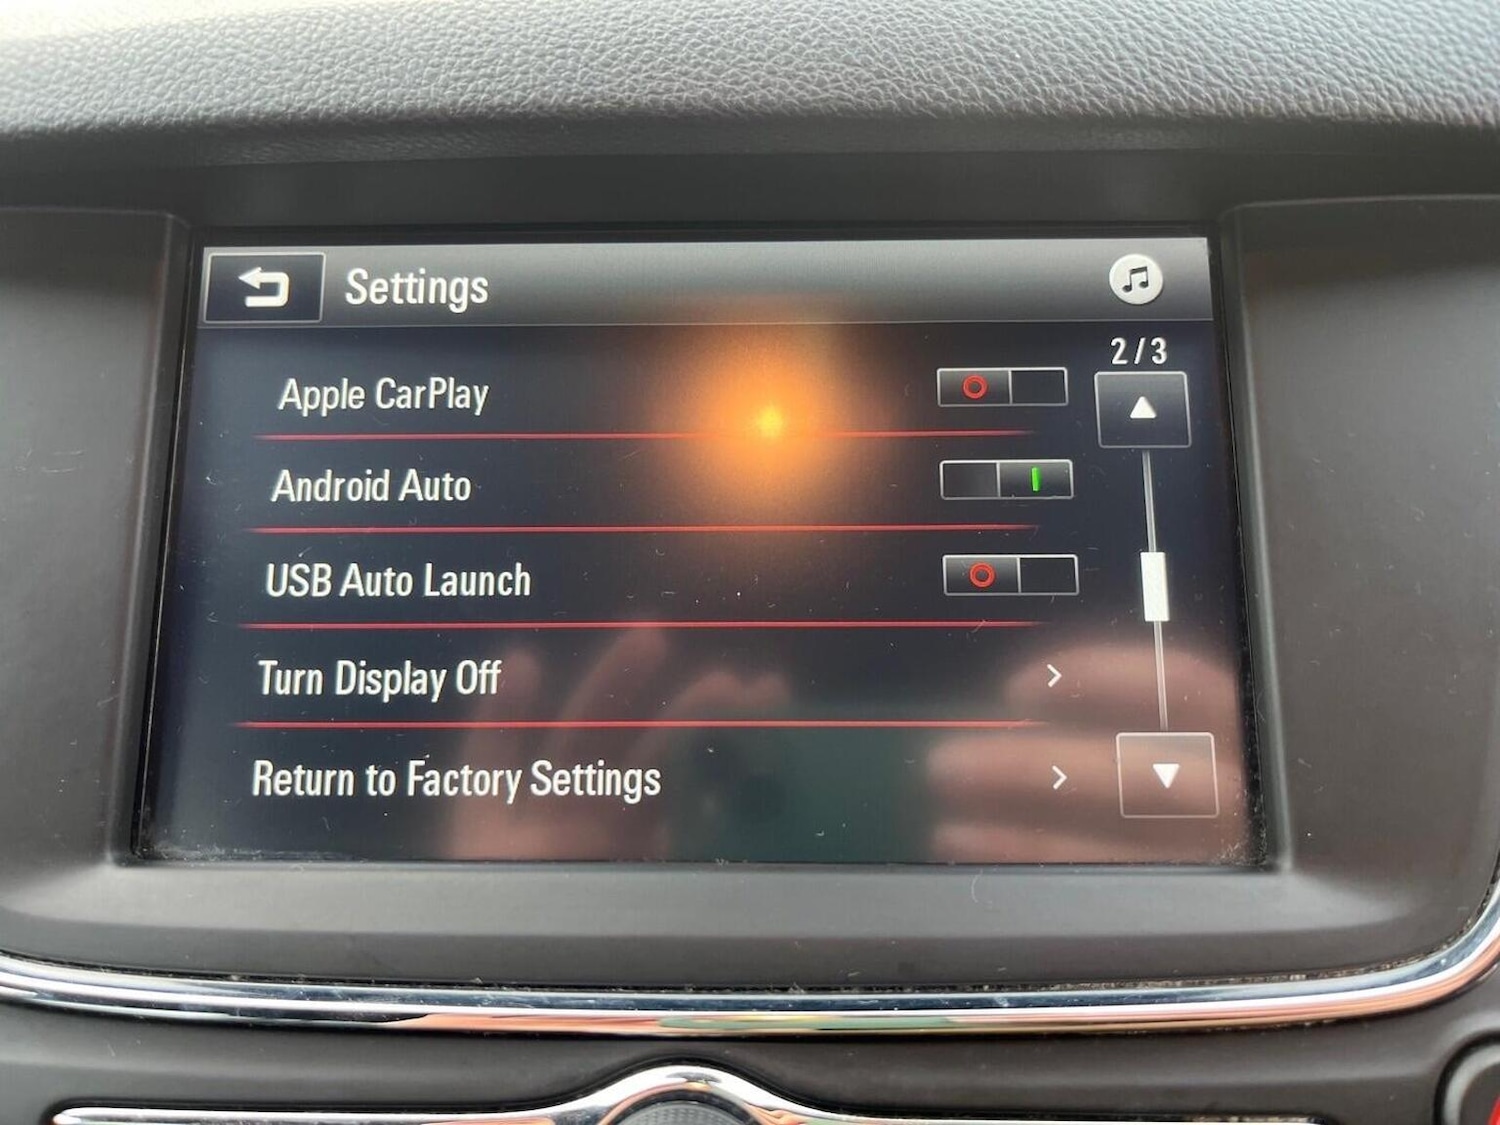 Settings
2/3
Apple CarPlay
Android Auto
USB Auto Launch
Turn Display Off
Return to Factory Settings